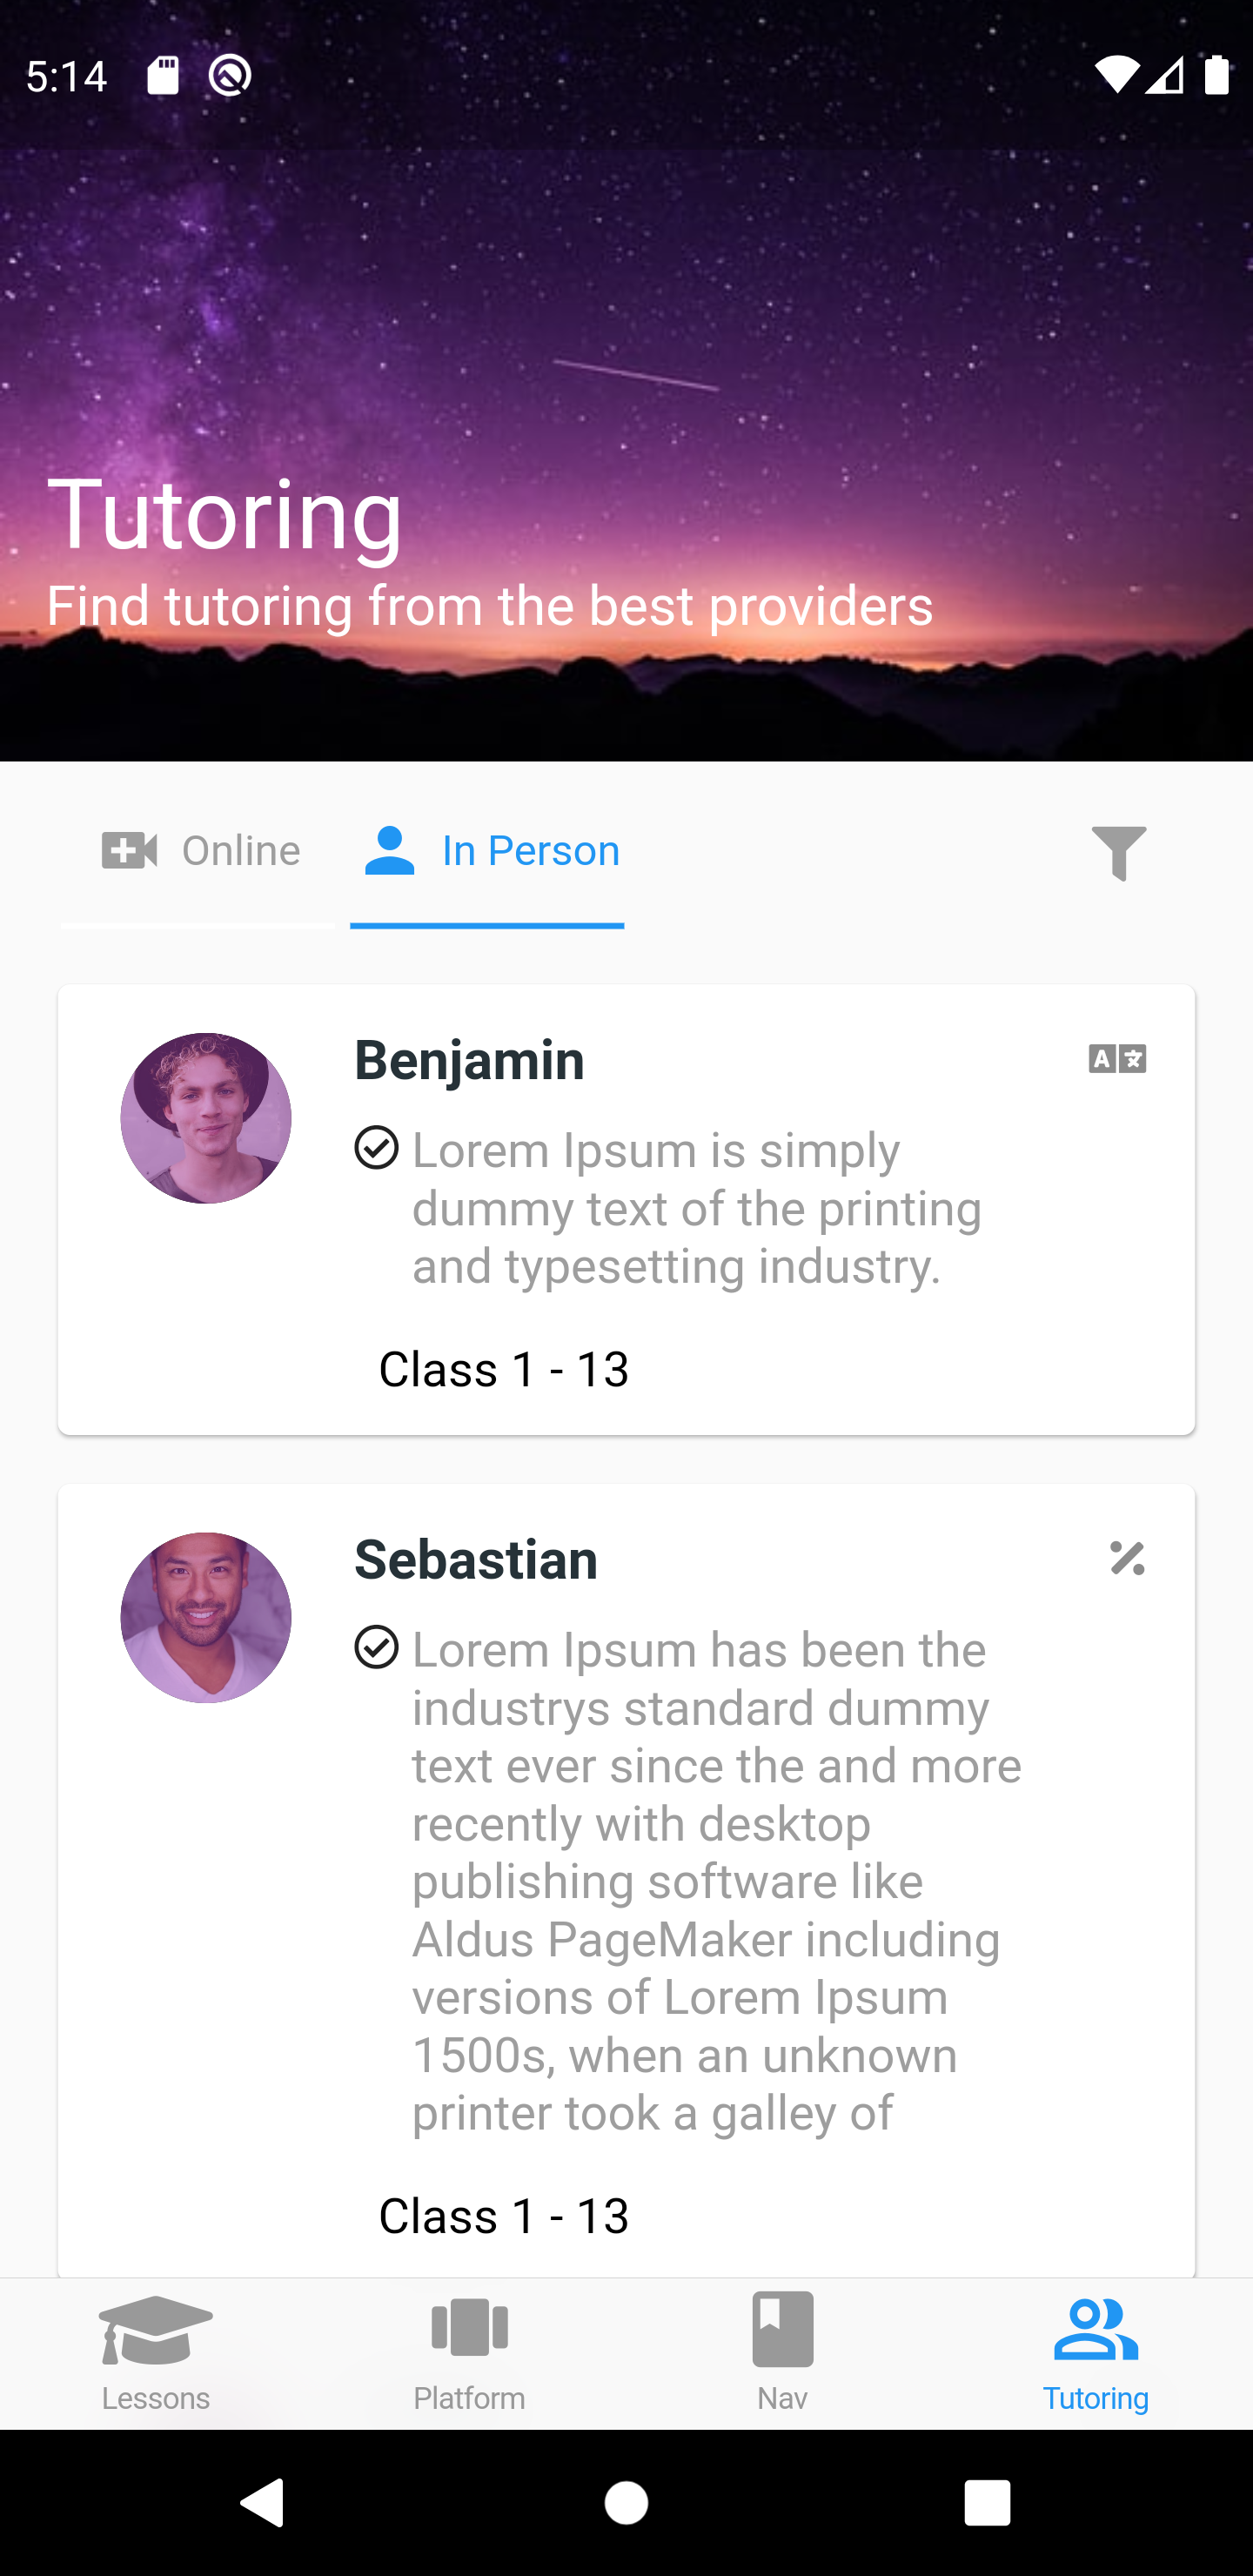 5:14
Tutoring
Find tutoring from the best providers
Online
In Person
Benjamin
Lorem Ipsum is simply
dummy text of the printing
and typesetting industry.
Class 1 - 13
Sebastian
Lorem Ipsum has been the
industrys standard dummy
text ever since the and more
recently with desktop
publishing software like
Aldus PageMaker including
versions of Lorem Ipsum
1500s, when an unknown
printer took a galley of
Class 1 - 13
Lessons
Platform
Nav
Tutoring